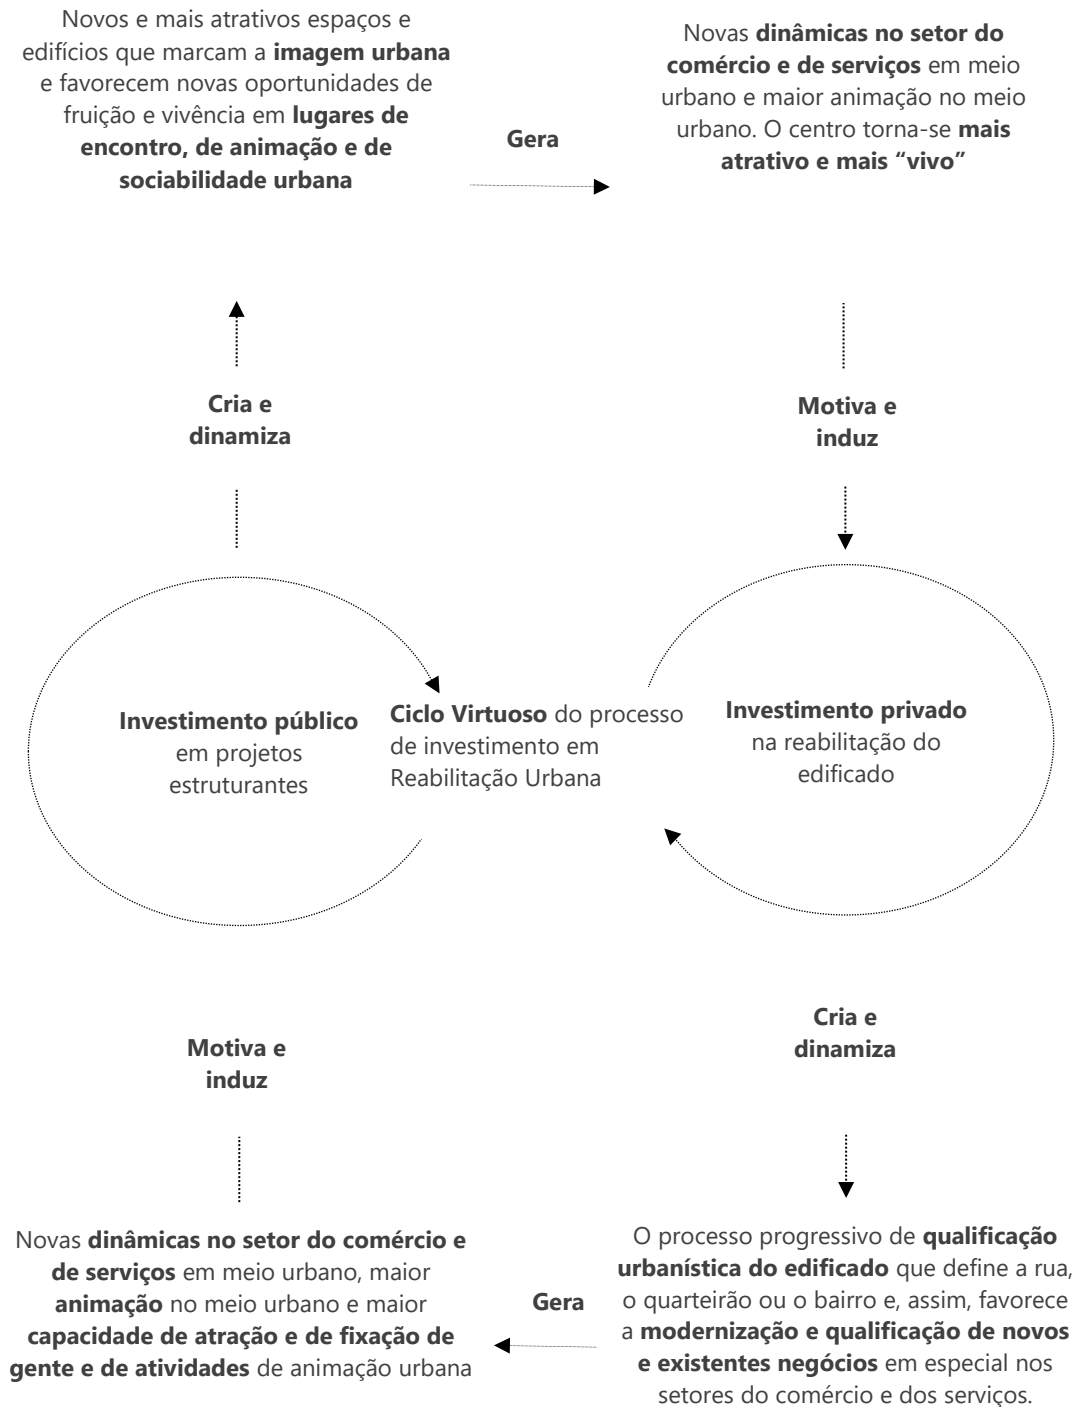 Novos e mais atrativos espaços e
edifícios que marcam a imagem urbana
e favorecem novas oportunidades de
fruição e vivência em lugares de
encontro, de animação e de
sociabilidade urbana
Gera
Novas dinâmicas no setor do
comércio e de serviços em meio
urbano e maior animação no meio
urbano. O centro torna-se mais
atrativo e mais “vivo”
Cria e
dinamiza
Motiva e
induz
Investimento público
em projetos
estruturantes
Ciclo Virtuoso do processo
de investimento em
Reabilitação Urbana
Investimento privado
na reabilitação do
edificado
Motiva e
induz
Cria e
dinamiza
Novas dinâmicas no setor do comércio e
de serviços em meio urbano, maior
animação no meio urbano e maior
capacidade de atração e de fixação de
gente e de atividades de animação urbana
Gera
O processo progressivo de qualificação
urbanística do edificado que define a rua,
o quarteirão ou o bairro e, assim, favorece
a modernização e qualificação de novos
e existentes negócios em especial nos
setores do comércio e dos serviços.